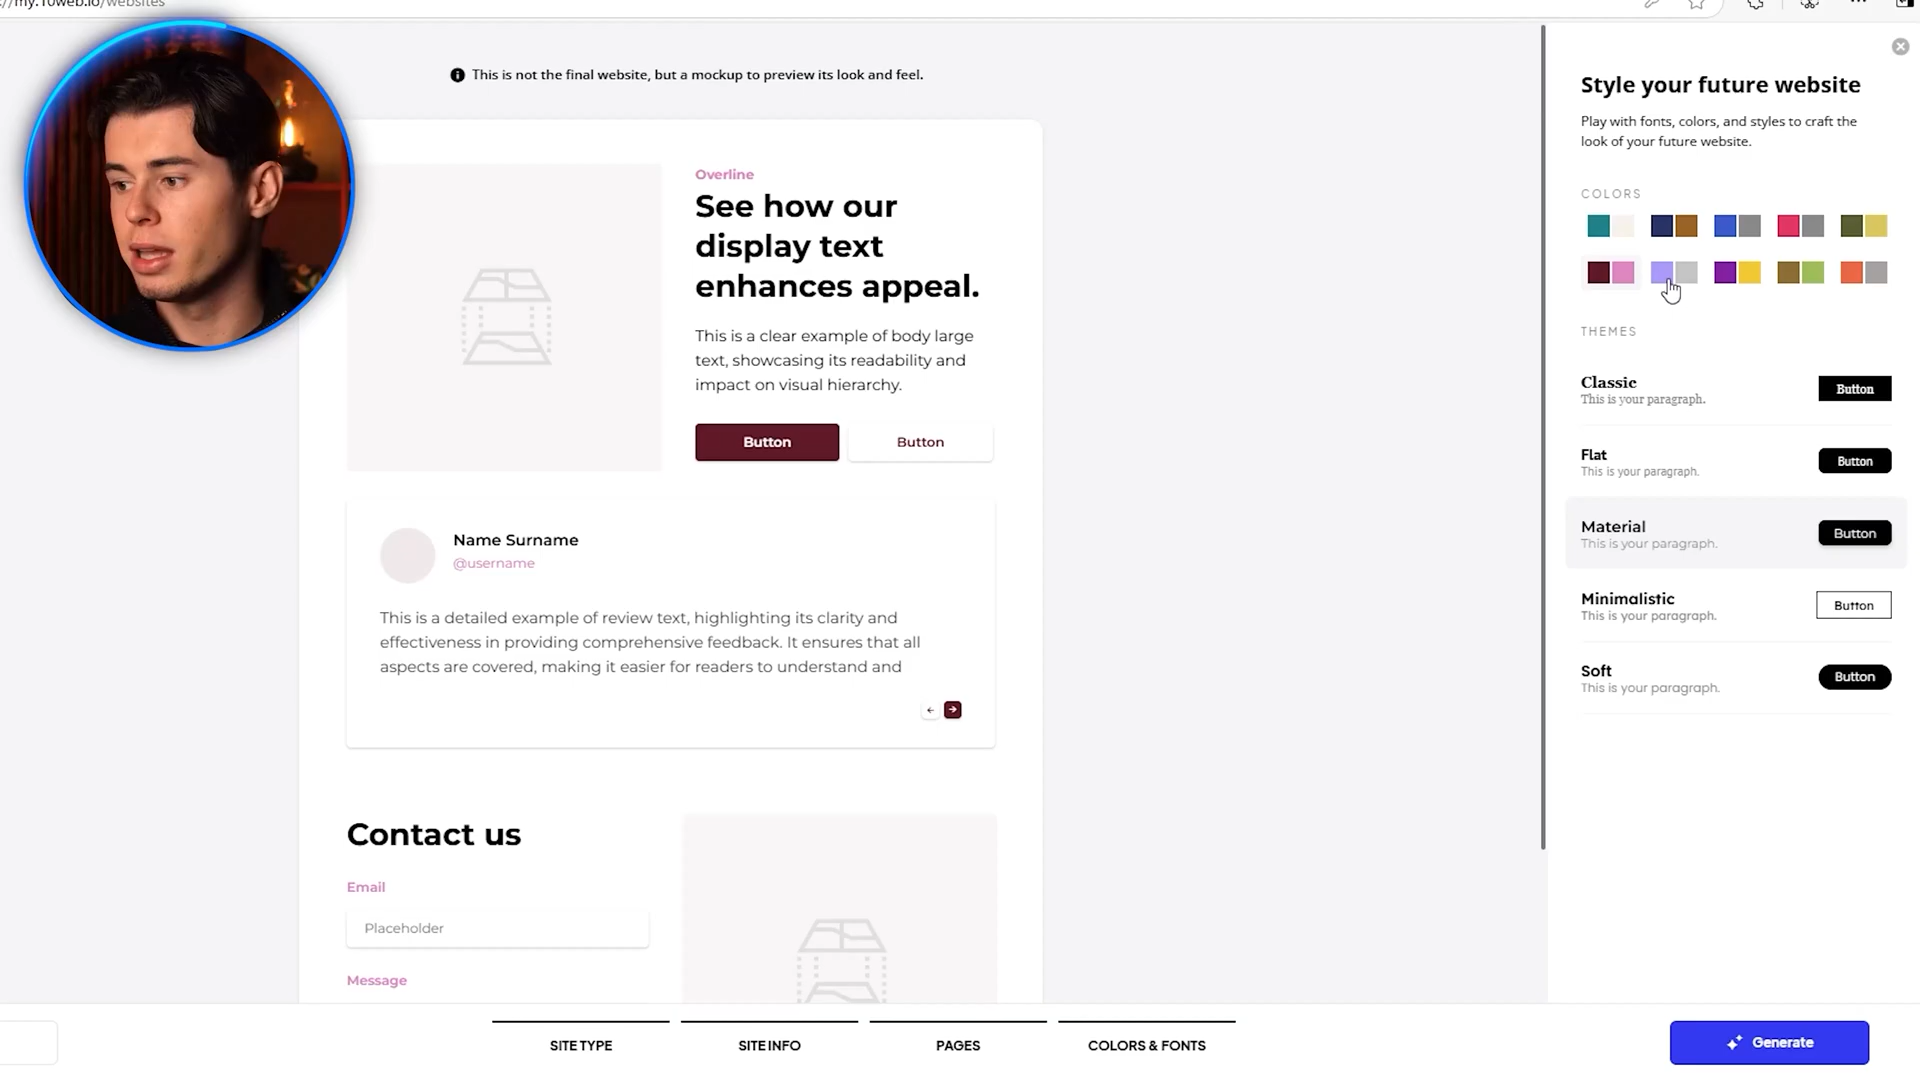 ://my.10web.io/websites
This is not the final website, but a mockup to preview its look and feel.
Overline
See how our
display text
enhances appeal.
This is a clear example of body large
text, showcasing its readability and
impact on visual hierarchy.
Button
Button
Name Surname
@username
This is a detailed example of review text, highlighting its clarity and
effectiveness in providing comprehensive feedback. It ensures that all
aspects are covered, making it easier for readers to understand and
Contact us
Email
Placeholder
Message
Style your future website
Play with fonts, colors, and styles to craft the
look of your future website.
COLORS
THEMES
Classic
This is your paragraph.
Button
Flat
This is your paragraph.
Button
Material
This is your paragraph.
Button
Minimalistic
This is your paragraph.
Button
Soft
This is your paragraph.
Button
SITE TYPE
SITE INFO
PAGES
COLORS & FONTS
Generate